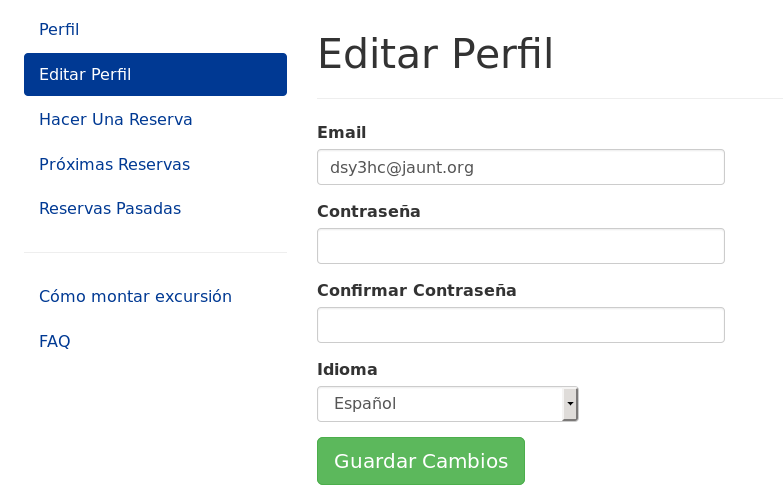 Perfil
Editar Perfil
Hacer Una Reserva
Próximas Reservas
Reservas Pasadas
Cómo montar excursión
FAQ
Editar Perfil
Email
dsy3hc@jaunt.org
Contraseña
Confirmar Contraseña
Idioma
Español
Guardar Cambios